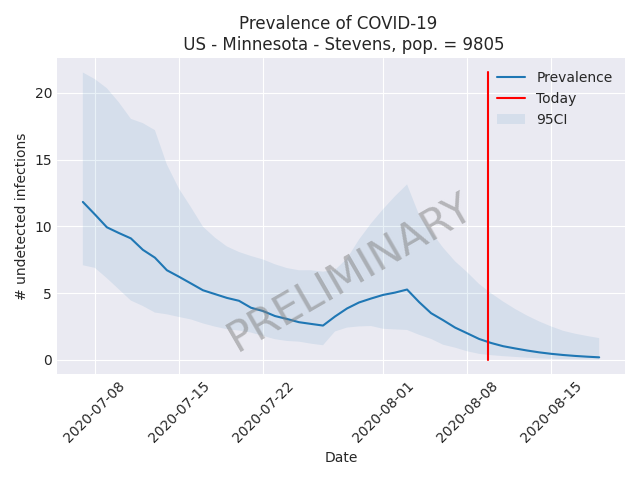 Prevalence of COVID-19
US - Minnesota - Stevens, pop. = 9805
# undetected infections
20
15
10
5
0
Prevalence
Today
95CI
PRELIMINARY
2020-07-08
2020-07-15
2020-07-22
2020-08-01
2020-08-08
2020-08-15
Date